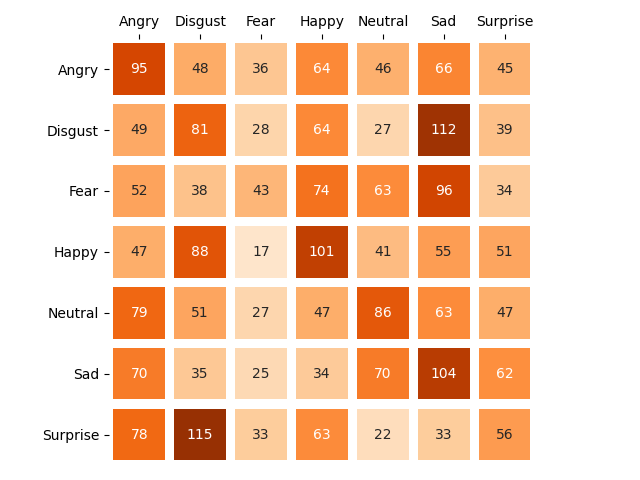 Angry Disgust Fear Happy Neutral Sad Surprise
Angry 95 48 36 64 46 66 45
Disgust 49 81 28 64 27 112 39
Fear 52 38 43 74 63 96 34
Happy 47 88 17 101 41 55 51
Neutral 79 51 27 47 86 63 47
Sad 70 35 25 34 70 104 62
Surprise 78 115 33 63 22 33 56